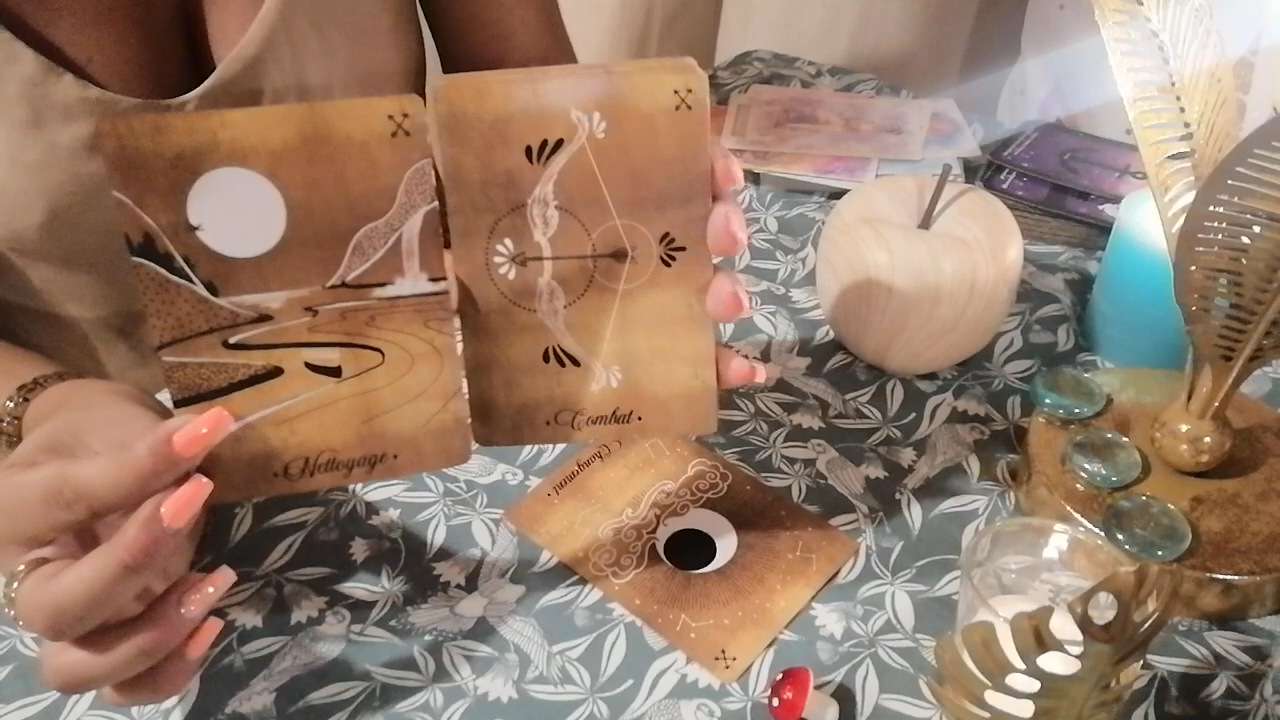 • Nettoyage •
• Combat •
• Changement •